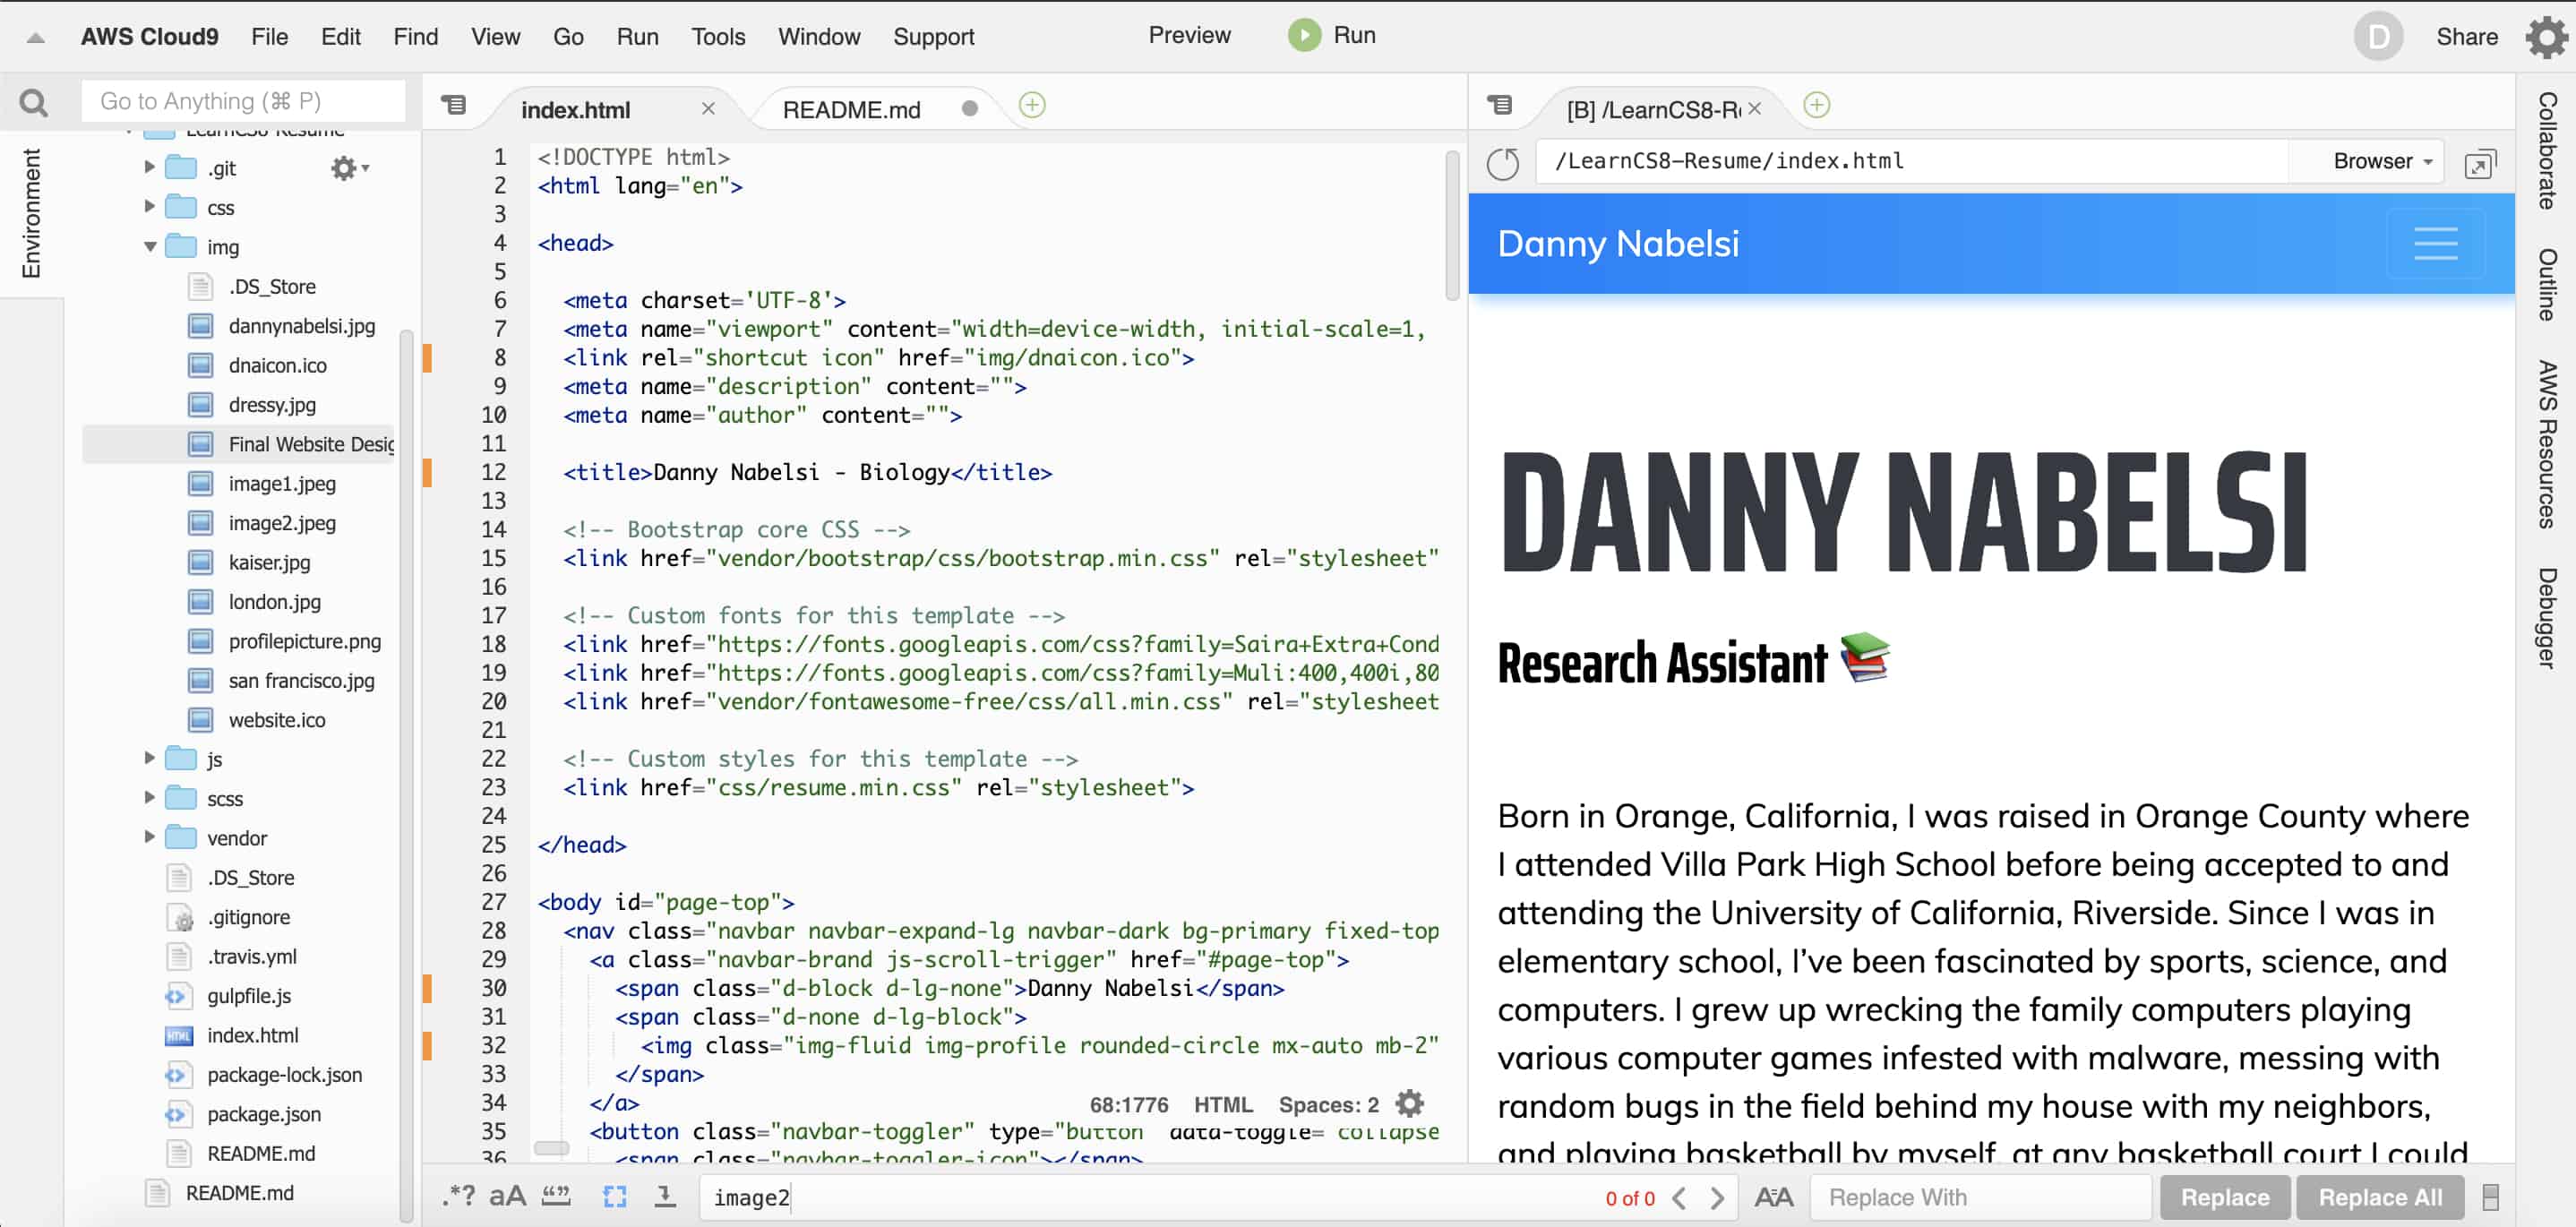 AWS Cloud9 File Edit Find View Go Run Tools Window Support Preview Run D Share
Go to Anything (⌘ P)
Environment
LearnCS8-Resume
.git
css
img
.DS_Store
dannynabelsi.jpg
dnaicon.ico
dressy.jpg
Final Website Desig
image1.jpeg
image2.jpeg
kaiser.jpg
london.jpg
profilepicture.png
san francisco.jpg
website.ico
js
scss
vendor
.DS_Store
.gitignore
.travis.yml
gulpfile.js
index.html
package-lock.json
package.json
README.md
README.md
index.html README.md
1 <!DOCTYPE html>
2 <html lang="en">
3
4 <head>
5
6 <meta charset='UTF-8'>
7 <meta name="viewport" content="width=device-width, initial-scale=1,
8 <link rel="shortcut icon" href="img/dnaicon.ico">
9 <meta name="description" content="">
10 <meta name="author" content="">
11
12 <title>Danny Nabelsi - Biology</title>
13
14 <!-- Bootstrap core CSS -->
15 <link href="vendor/bootstrap/css/bootstrap.min.css" rel="stylesheet"
16
17 <!-- Custom fonts for this template -->
18 <link href="https://fonts.googleapis.com/css?family=Saira+Extra+Cond
19 <link href="https://fonts.googleapis.com/css?family=Muli:400,400i,80
20 <link href="vendor/fontawesome-free/css/all.min.css" rel="stylesheet
21
22 <!-- Custom styles for this template -->
23 <link href="css/resume.min.css" rel="stylesheet">
24
25 </head>
26
27 <body id="page-top">
28 <nav class="navbar navbar-expand-lg navbar-dark bg-primary fixed-top
29 <a class="navbar-brand js-scroll-trigger" href="#page-top">
30 <span class="d-block d-lg-none">Danny Nabelsi</span>
31 <span class="d-none d-lg-block">
32 <img class="img-fluid img-profile rounded-circle mx-auto mb-2"
33 </span>
34 </a>
68:1776 HTML Spaces: 2
35 <button class="navbar-toggler" type="button" data-toggle="collapse
36 <span class="navbar-toggler-icon"></span>
.*? aA “” image2 0 of 0 AA Replace With Replace Replace All
[B] /LearnCS8-Re
/LearnCS8-Resume/index.html Browser
Danny Nabelsi
DANNY NABELSI
Research Assistant
Born in Orange, California, I was raised in Orange County where
I attended Villa Park High School before being accepted to and
attending the University of California, Riverside. Since I was in
elementary school, I've been fascinated by sports, science, and
computers. I grew up wrecking the family computers playing
various computer games infested with malware, messing with
random bugs in the field behind my house with my neighbors,
and playing basketball by myself, at any basketball court I could
Collaborate
Outline
AWS Resources
Debugger